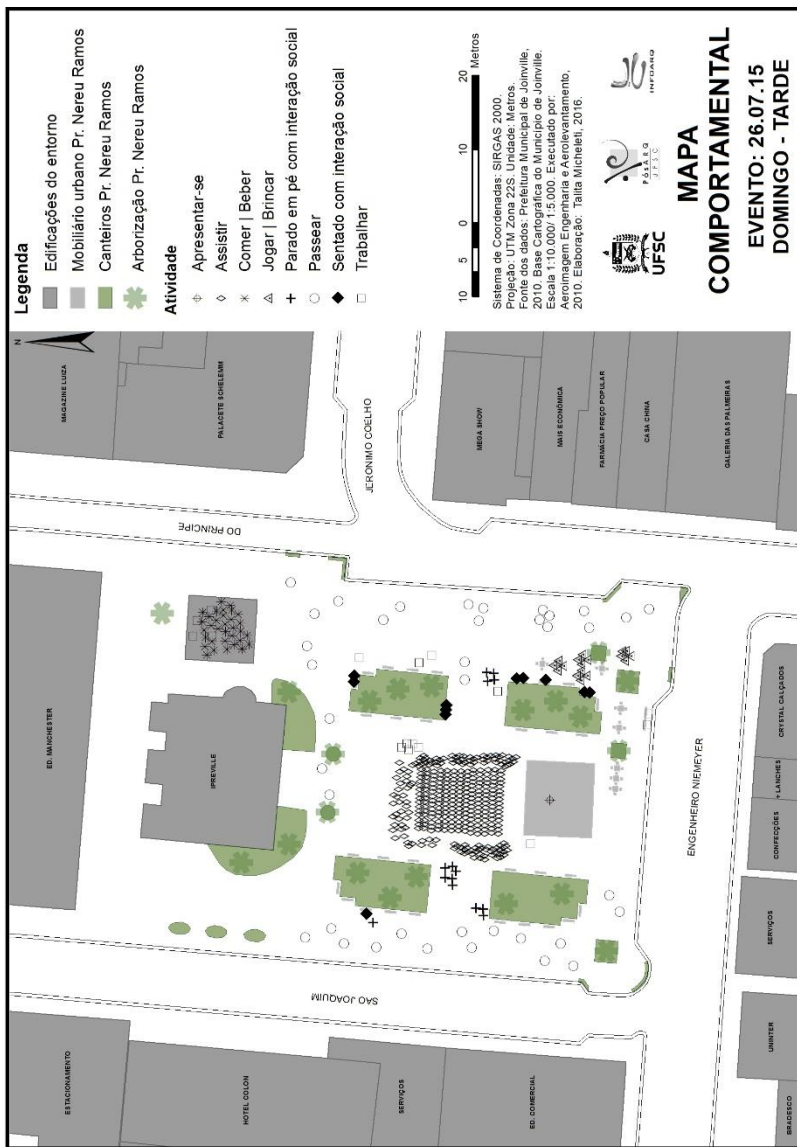 Legenda
Edificações do entorno
Mobiliário urbano Pr. Nereu Ramos
Canteiros Pr. Nereu Ramos
Arborização Pr. Nereu Ramos
Atividade
Apresentar-se
Assistir
Comer | Beber
Jogar | Brincar
Parado em pé com interação social
Passear
Sentado com interação social
Trabalhar
10 5 0 10 20
Metros
Sistema de Coordenadas: SIRGAS 2000.
Projeção: UTM Zona 22S. Unidade: Metros.
Fonte dos dados: Prefeitura Municipal de Joinville,
2010. Base Cartográfica do Município de Joinville.
Escala 1:10.000/ 1:5.000. Executado por:
Aeroimagem Engenharia e Aerolevantamento,
2010. Elaboração: Talita Micheleti, 2016.
UFSC
PósARQ
UFSC
INFOARQ
MAPA
COMPORTAMENTAL
EVENTO: 26.07.15
DOMINGO - TARDE
N
MAGAZINE LUIZA
PALACETE SCHELEMM
JERONIMO COELHO
MEGA SHOW
MAIS ECONÔMICA
FARMÁCIA PREÇO POPULAR
CASA CHINA
GALERIA DAS PALMEIRAS
DO PRINCIPE
ED. MANCHESTER
IPREVILLE
ENGENHEIRO NIEMEYER
CRYSTAL CALÇADOS
+ LANCHES
CONFECÇÕES
SERVIÇOS
UNINTER
BRADESCO
SAO JOAQUIM
ESTACIONAMENTO
HOTEL COLON
SERVIÇOS
ED. COMERCIAL